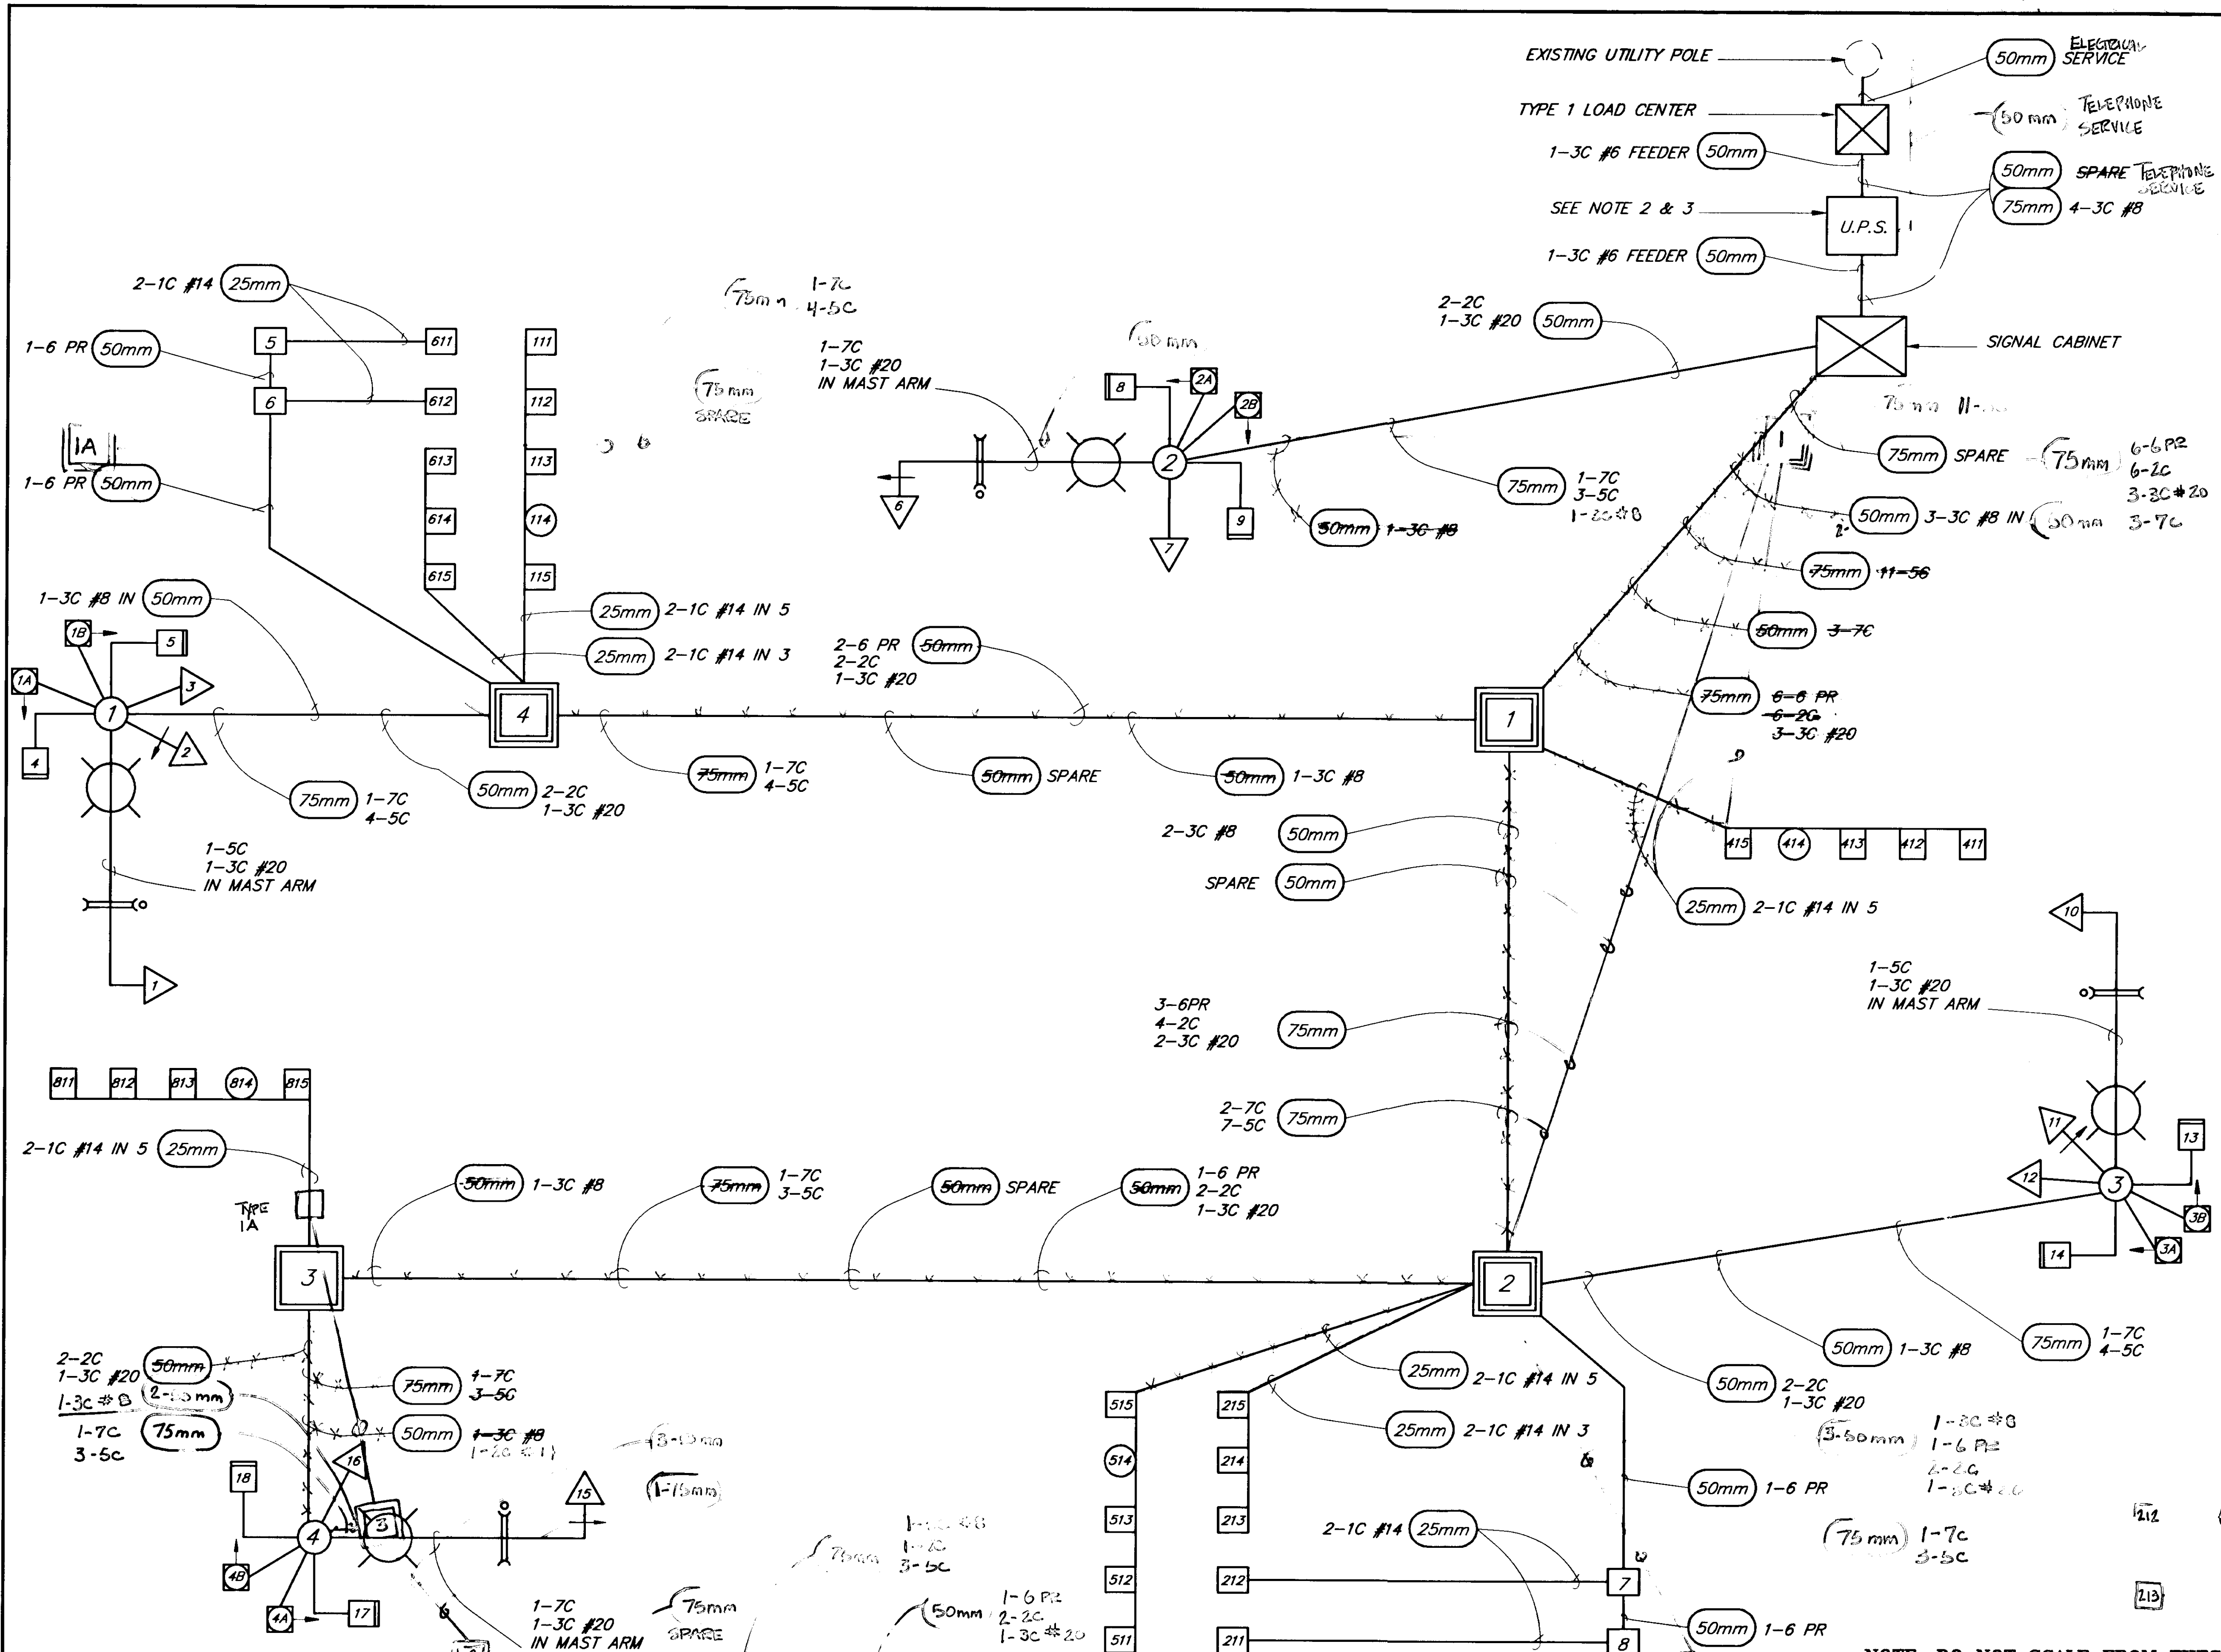 EXISTING UTILITY POLE
50mm
ELECTRICAL
SERVICE
TYPE 1 LOAD CENTER
50 mm
TELEPHONE
SERVICE
1-3C #6 FEEDER 50mm
50mm SPARE TELEPHONE
SERVICE
SEE NOTE 2 & 3
U.P.S.
75mm 4-3C #8
1-3C #6 FEEDER 50mm
2-1C #14 25mm
75mm 1-7C
4-5C
2-2C
1-3C #20 50mm
SIGNAL CABINET
1-6 PR 50mm
5
611
111
50 mm
1-7C
1-3C #20
IN MAST ARM
6
612
112
75 mm
SPARE
8
2A
2B
1A
1-6 PR 50mm
613
113
2
6
7
9
614
114
615
115
75mm 1-7C
3-5C
50mm 1-3C #8
75mm SPARE
75mm 6-6 PR
6-2C
3-3C #20
3-7C
50mm 3-3C #8 IN 50mm
75mm 11-5C
50mm 3-7C
75mm 6-6 PR
6-2C
3-3C #20
1-3C #8 IN 50mm
25mm 2-1C #14 IN 5
25mm 2-1C #14 IN 3
2-6 PR 50mm
2-2C
1-3C #20
1B
5
1A
3
1
2
4
4
1
75mm 1-7C
4-5C
50mm 2-2C
1-3C #20
75mm 1-7C
4-5C
50mm SPARE
50mm 1-3C #8
1-5C
1-3C #20
IN MAST ARM
1
2-3C #8 50mm
SPARE 50mm
415
414
413
412
411
25mm 2-1C #14 IN 5
10
1-5C
1-3C #20
IN MAST ARM
3-6PR
4-2C
2-3C #20
75mm
2-7C
7-5C
75mm
811
812
813
814
815
2-1C #14 IN 5 25mm
TYPE
1A
50mm 1-3C #8
75mm 1-7C
3-5C
50mm SPARE
50mm 1-6 PR
2-2C
1-3C #20
11
12
13
3
3B
3A
14
3
2
2-2C
1-3C #20 50mm
1-3C #8
1-7C 75mm
3-5C
75mm 1-7C
3-5C
50mm 1-3C #8
25mm 2-1C #14 IN 5
25mm 2-1C #14 IN 3
50mm 1-3C #8
75mm 1-7C
4-5C
50mm 2-2C
1-3C #20
3-50mm
1-3C #8
1-6 PR
2-2C
515
215
514
214
513
213
512
212
511
211
16
18
15
1-75mm
4
3
4B
4A
17
2-1C #14 25mm
50mm 1-6 PR
75 mm 1-7C
3-5C
212
213
7
8
50mm 1-6 PR
75mm
3-5C
1-7C
1-3C #20
IN MAST ARM
75mm
SPARE
50mm 1-6 PR
2-2C
1-3C #20